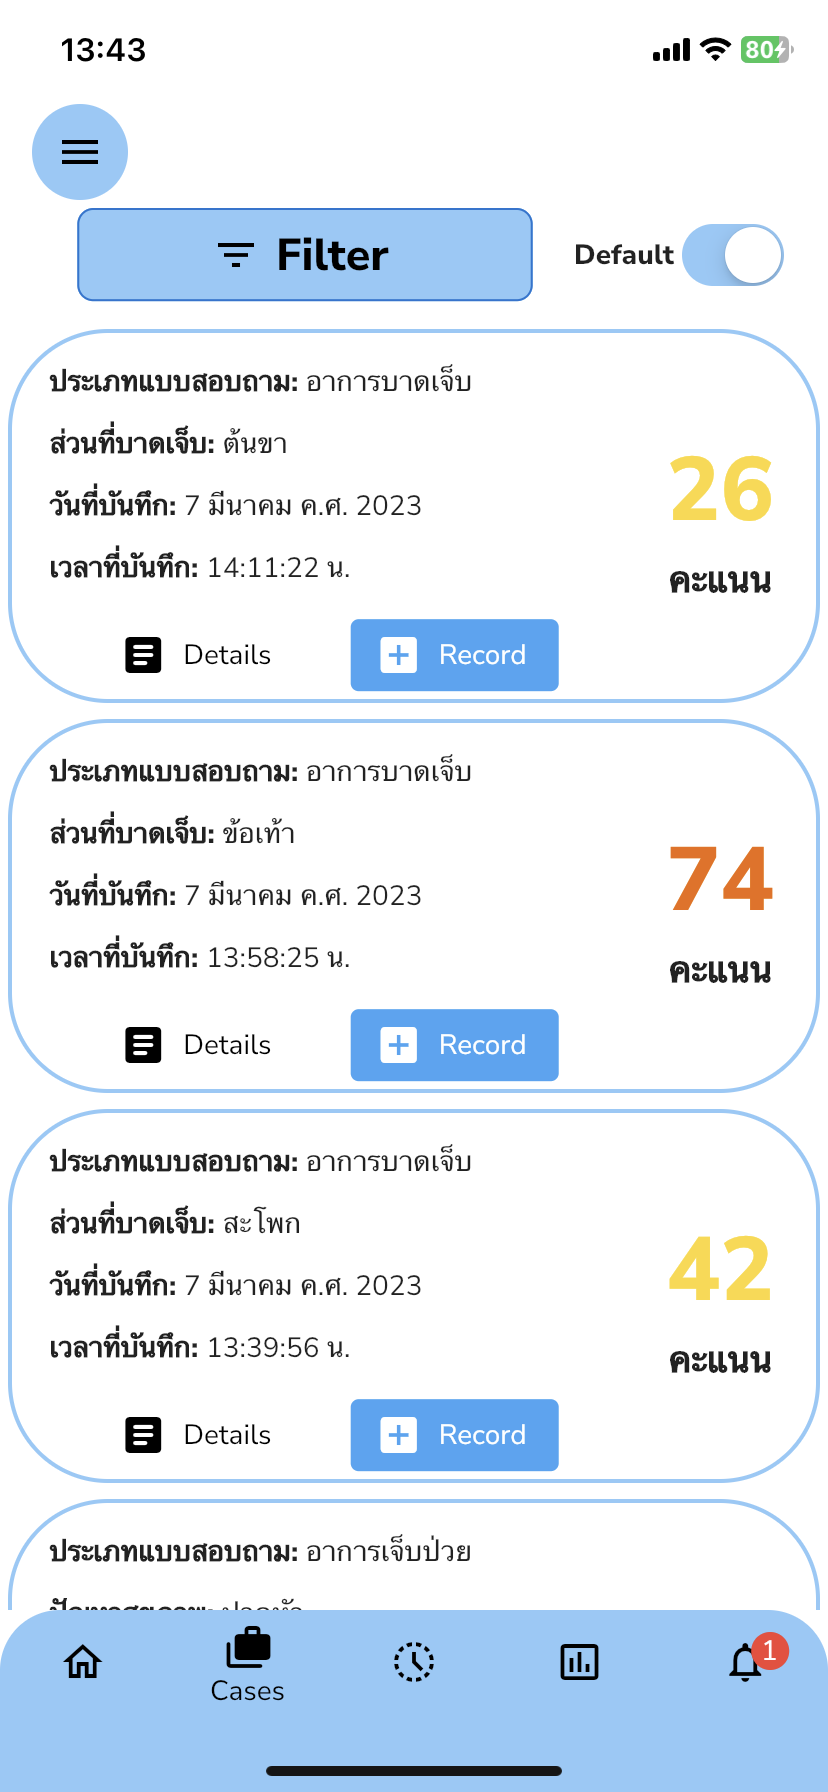 13:43
80
Filter
Default
ประเภทแบบสอบถาม: อาการบาดเจ็บ
ส่วนที่บาดเจ็บ: ต้นขา
วันที่บันทึก: 7 มีนาคม ค.ศ. 2023
เวลาที่บันทึก: 14:11:22 น.
26
คะแนน
Details
Record
ประเภทแบบสอบถาม: อาการบาดเจ็บ
ส่วนที่บาดเจ็บ: ข้อเท้า
วันที่บันทึก: 7 มีนาคม ค.ศ. 2023
เวลาที่บันทึก: 13:58:25 น.
74
คะแนน
Details
Record
ประเภทแบบสอบถาม: อาการบาดเจ็บ
ส่วนที่บาดเจ็บ: สะโพก
วันที่บันทึก: 7 มีนาคม ค.ศ. 2023
เวลาที่บันทึก: 13:39:56 น.
42
คะแนน
Details
Record
ประเภทแบบสอบถาม: อาการเจ็บป่วย
Cases
1